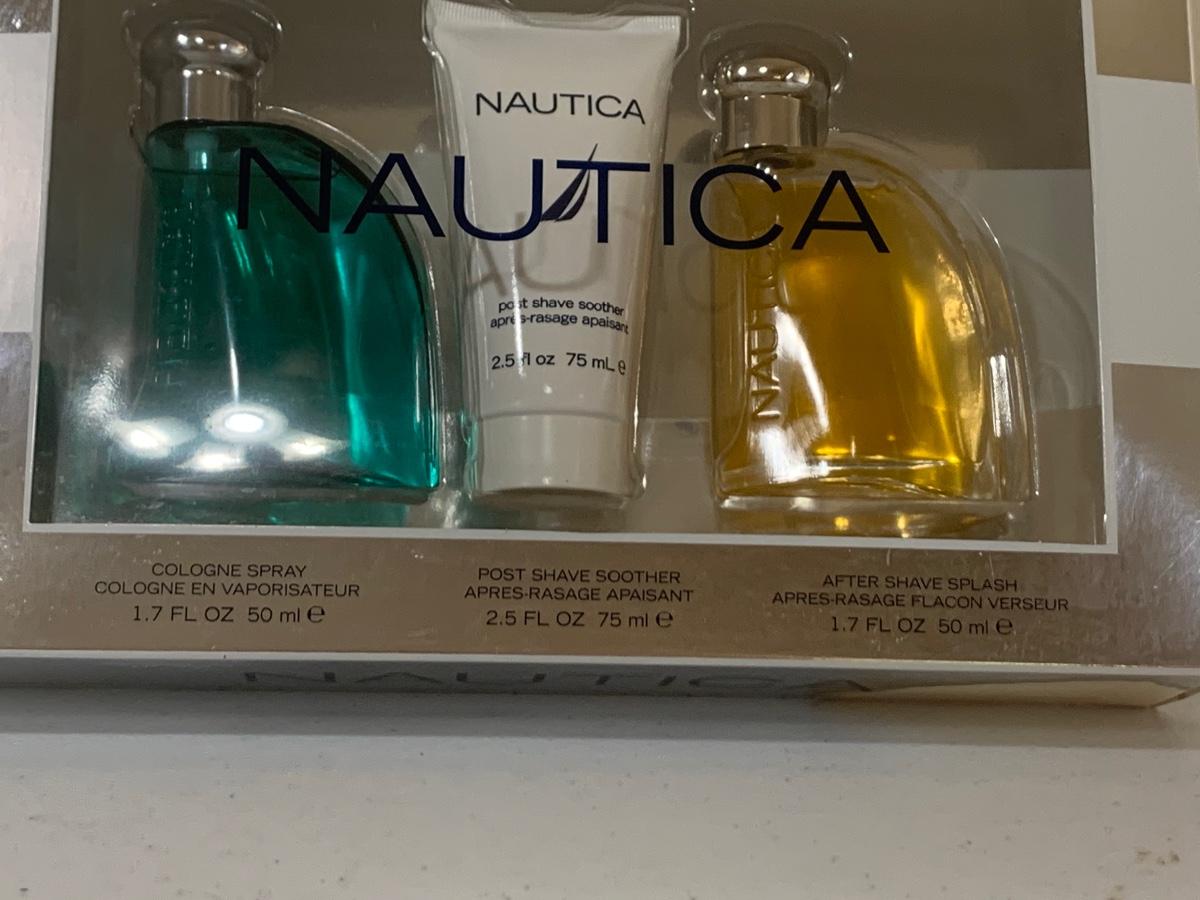 NAUTICA
NAUTICA
post shave soother
après-rasage apaisant
2.5 fl oz 75 mL ℮
NAUTICA
COLOGNE SPRAY
COLOGNE EN VAPORISATEUR
1.7 FL OZ 50 ml ℮
POST SHAVE SOOTHER
APRES-RASAGE APAISANT
2.5 FL OZ 75 ml ℮
AFTER SHAVE SPLASH
APRES-RASAGE FLACON VERSEUR
1.7 FL OZ 50 ml ℮
NAUTICA